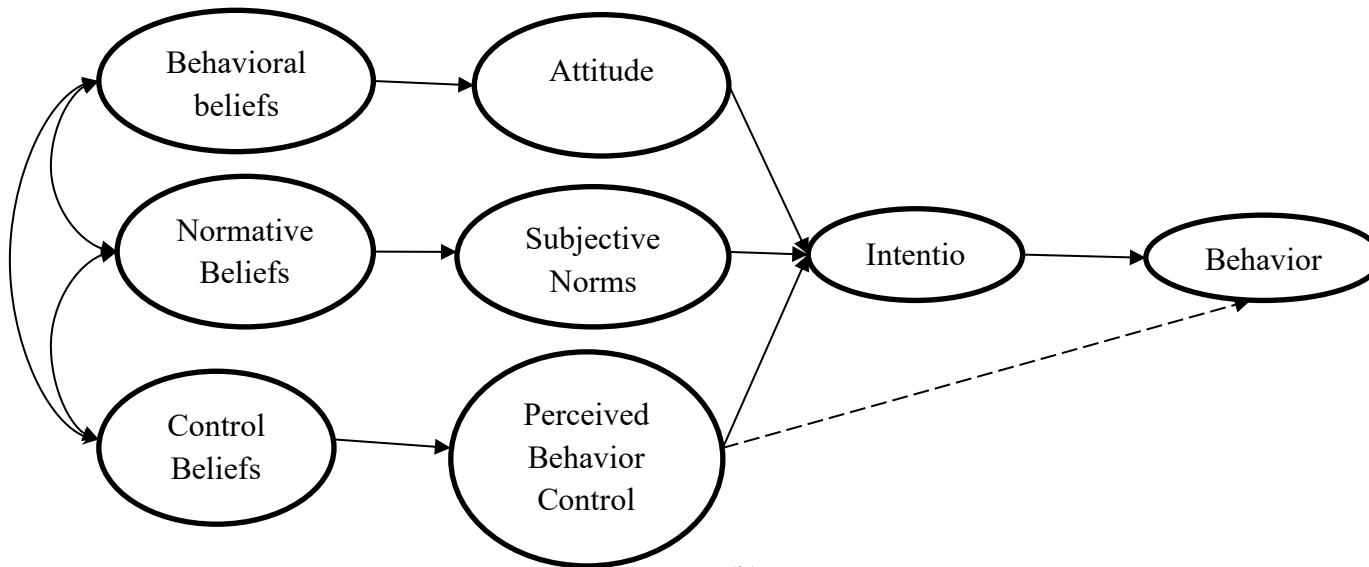 Behavioral
beliefs
Attitude
Normative
Beliefs
Subjective
Norms
Intentio
Behavior
Control
Beliefs
Perceived
Behavior
Control